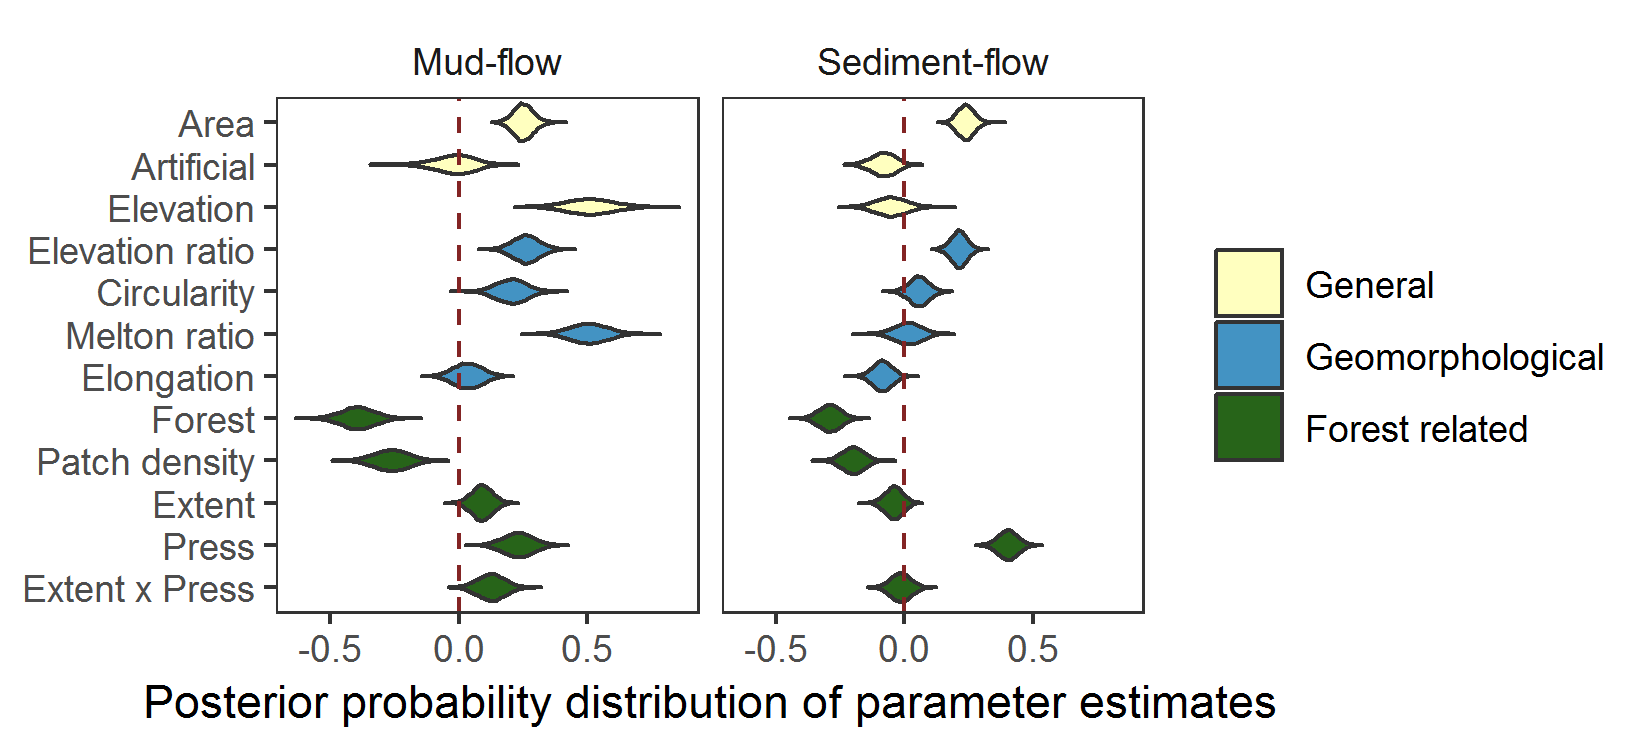 Mud-flow
Sediment-flow
Area
Artificial
Elevation
Elevation ratio
Circularity
Melton ratio
Elongation
Forest
Patch density
Extent
Press
Extent x Press
-0.5 0.0 0.5
-0.5 0.0 0.5
Posterior probability distribution of parameter estimates
General
Geomorphological
Forest related